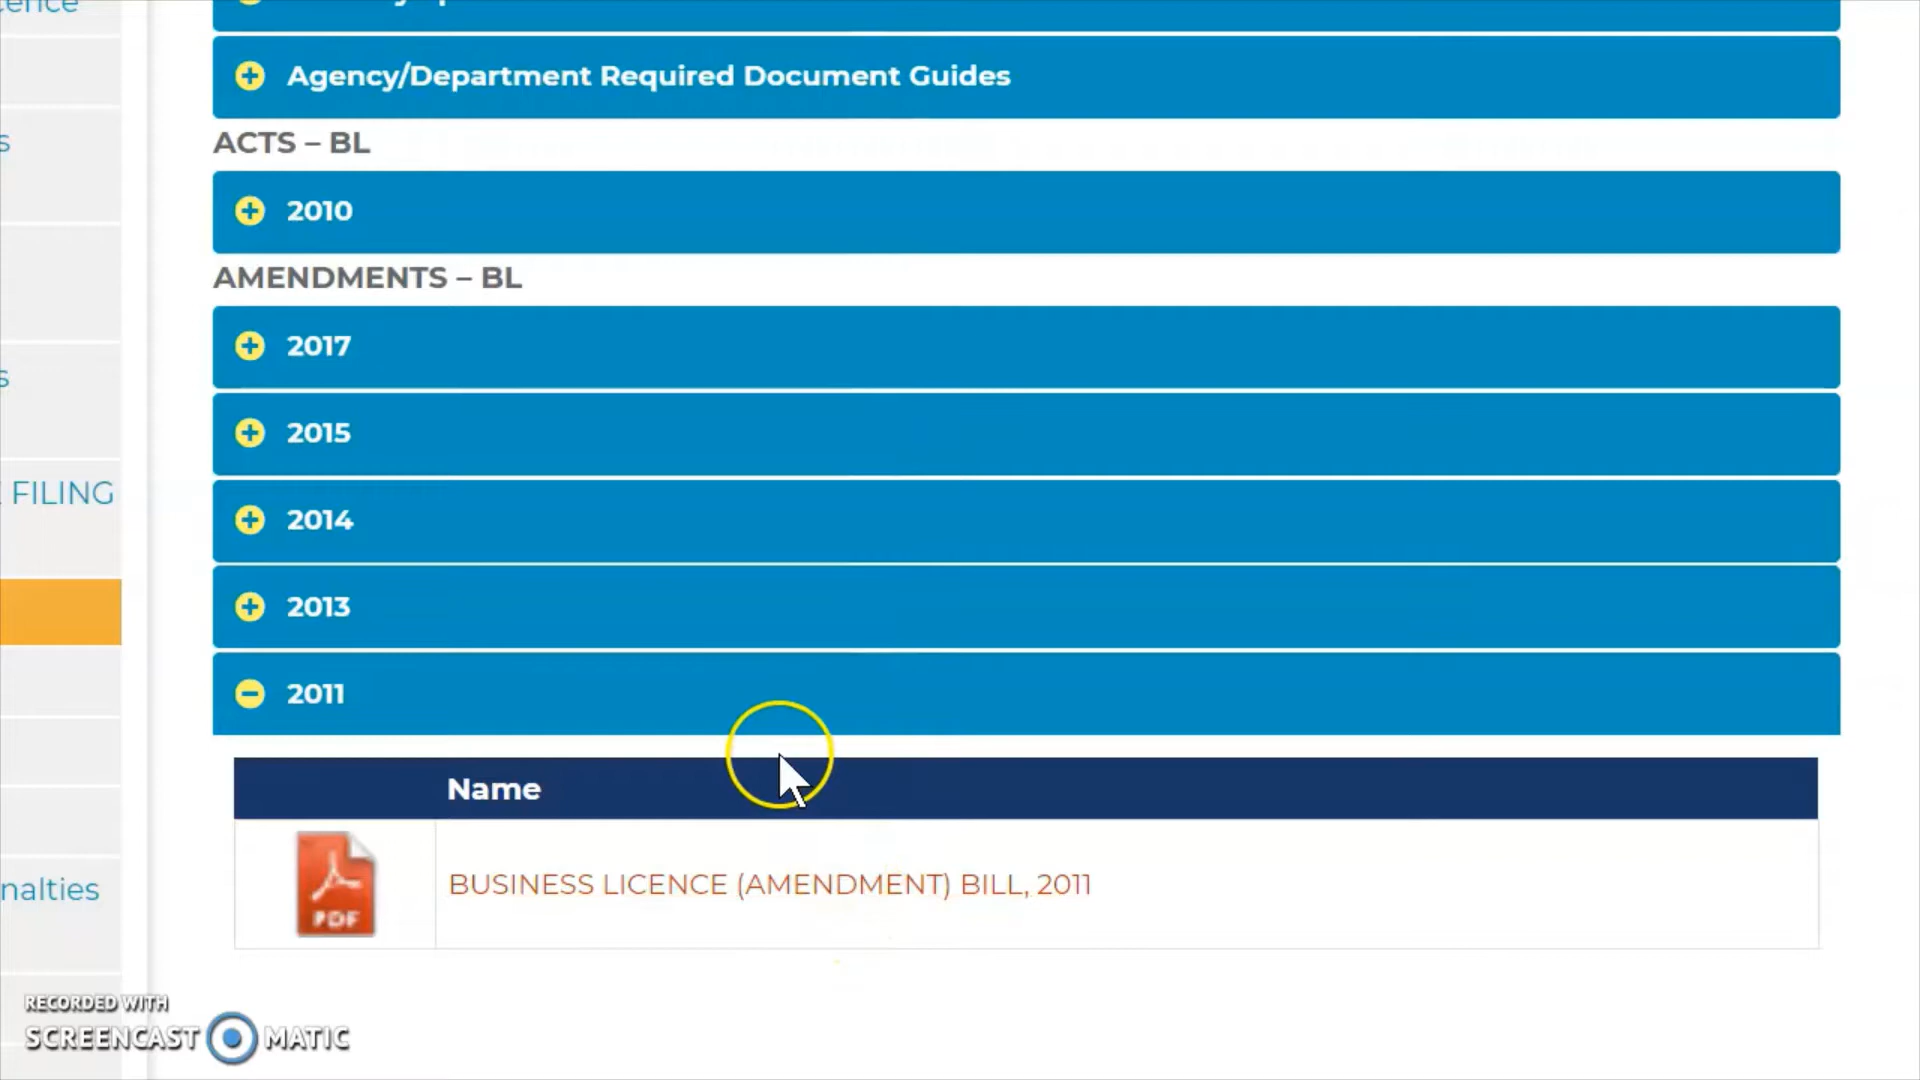 Agency/Department Required Document Guides
ACTS – BL
2010
AMENDMENTS – BL
2017
2015
2014
FILING
2013
2011
Name
BUSINESS LICENCE (AMENDMENT) BILL, 2011
PDF
nalties
RECORDED WITH
SCREENCAST MATIC